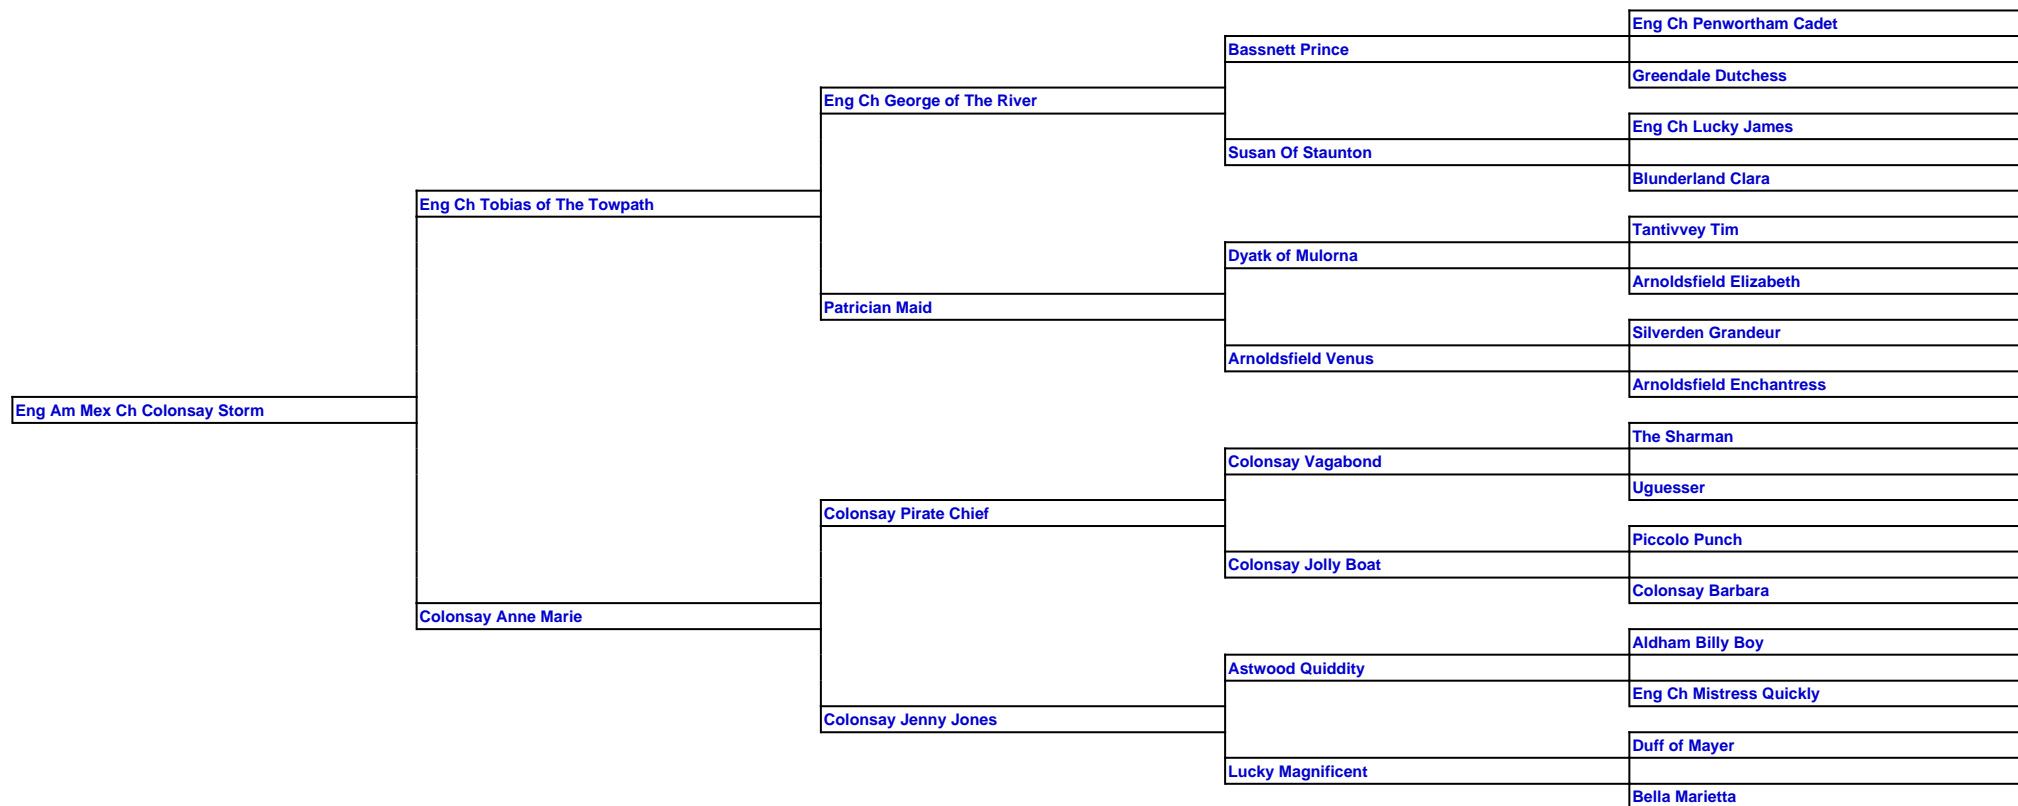 Eng Ch Penwortham Cadet
Bassnett Prince
Greendale Dutchess
Eng Ch George of The River
Eng Ch Lucky James
Susan Of Staunton
Blunderland Clara
Eng Ch Tobias of The Towpath
Tantivvey Tim
Dyatk of Mulorna
Arnoldsfield Elizabeth
Patrician Maid
Silverden Grandeur
Arnoldsfield Venus
Arnoldsfield Enchantress
Eng Am Mex Ch Colonsay Storm
The Sharman
Colonsay Vagabond
Uguesser
Colonsay Pirate Chief
Piccolo Punch
Colonsay Jolly Boat
Colonsay Barbara
Colonsay Anne Marie
Aldham Billy Boy
Astwood Quiddity
Eng Ch Mistress Quickly
Colonsay Jenny Jones
Duff of Mayer
Lucky Magnificent
Bella Marietta